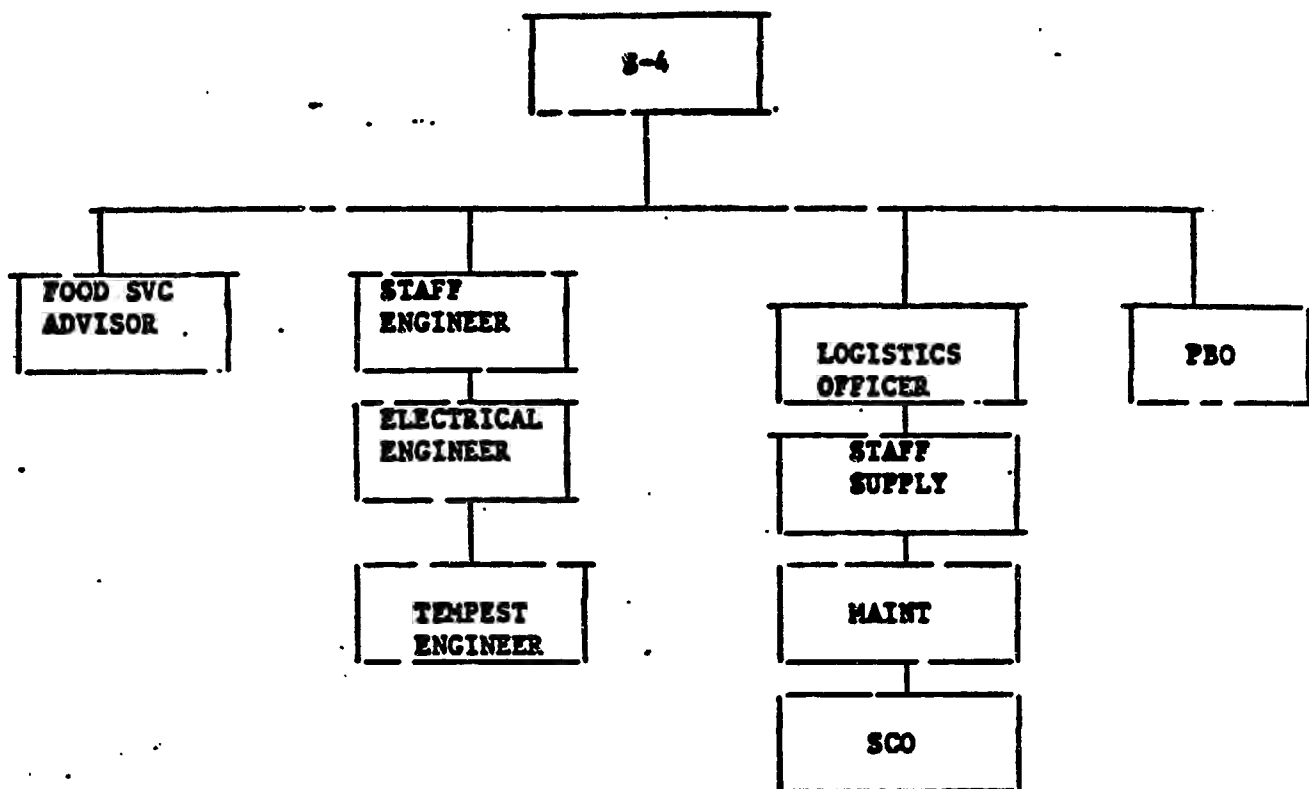 S-4
FOOD SVC
ADVISOR
STAFF
ENGINEER
ELECTRICAL
ENGINEER
TEMPEST
ENGINEER
LOGISTICS
OFFICER
STAFF
SUPPLY
MAINT
SCO
PBO